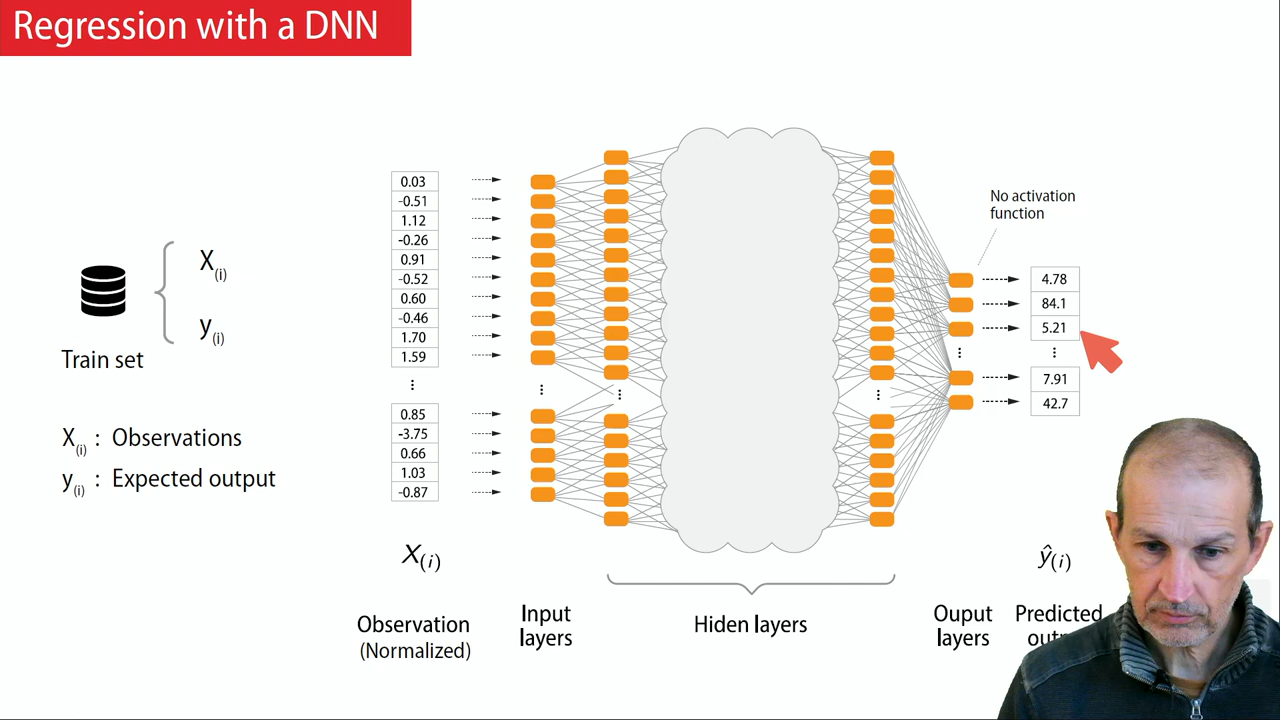 Regression with a DNN
Train set
X(i)
y(i)
X(i) : Observations
y(i) : Expected output
0.03
-0.51
1.12
-0.26
0.91
-0.52
0.60
-0.46
1.70
1.59
⋮
0.85
-3.75
0.66
1.03
-0.87
X(i)
Observation
(Normalized)
Input
layers
Hiden layers
No activation
function
Ouput
layers
4.78
84.1
5.21
⋮
7.91
42.7
ŷ(i)
Predicted